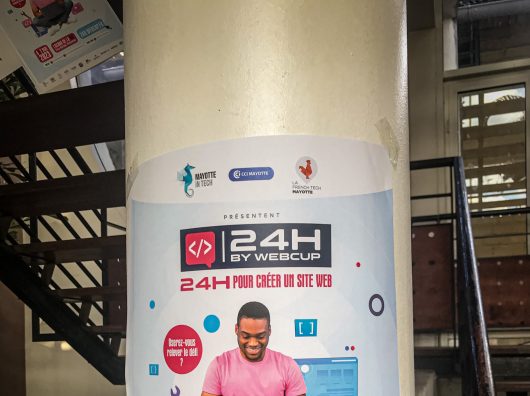 MAYOTTE
IN TECH
CCI MAYOTTE
LA
FRENCH TECH
MAYOTTE
PRÉSENTENT
</> 24H
BY WEBCUP
24H POUR CRÉER UN SITE WEB
Oserez-vous
relever le défi
?
[ ]